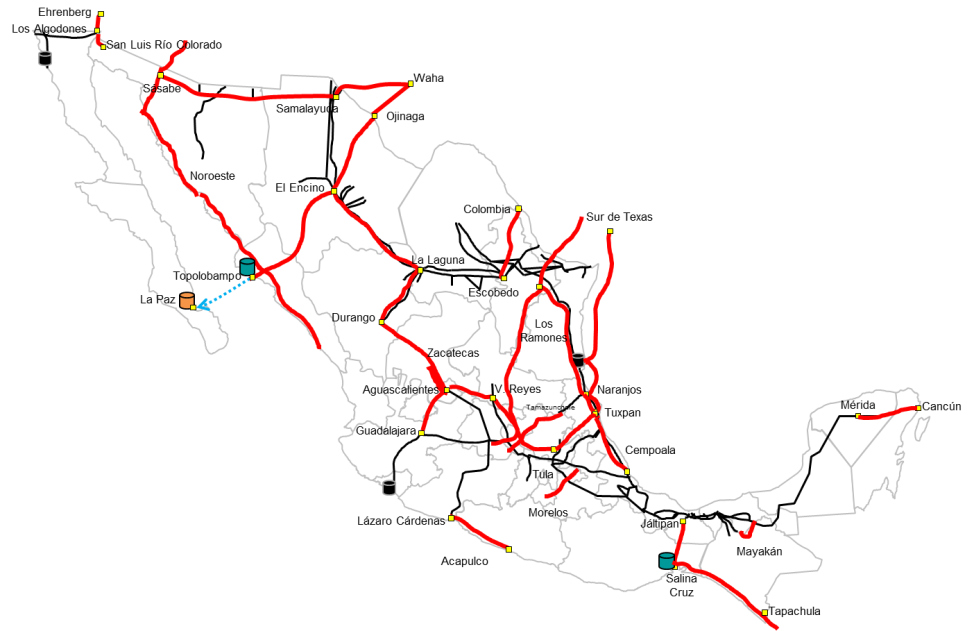 Ehrenberg
Los Algodones
San Luis Río Colorado
Sasabe
Samalayuca
Waha
Ojinaga
Noroeste
El Encino
Colombia
Sur de Texas
La Laguna
Topolobampo
Escobedo
La Paz
Durango
Los
Ramones
Zacatecas
Aguascalientes
V. Reyes
Naranjos
Tamazunchale
Tuxpan
Mérida
Cancún
Guadalajara
Cempoala
Tula
Morelos
Lázaro Cárdenas
Jáltipan
Mayakán
Acapulco
Salina
Cruz
Tapachula